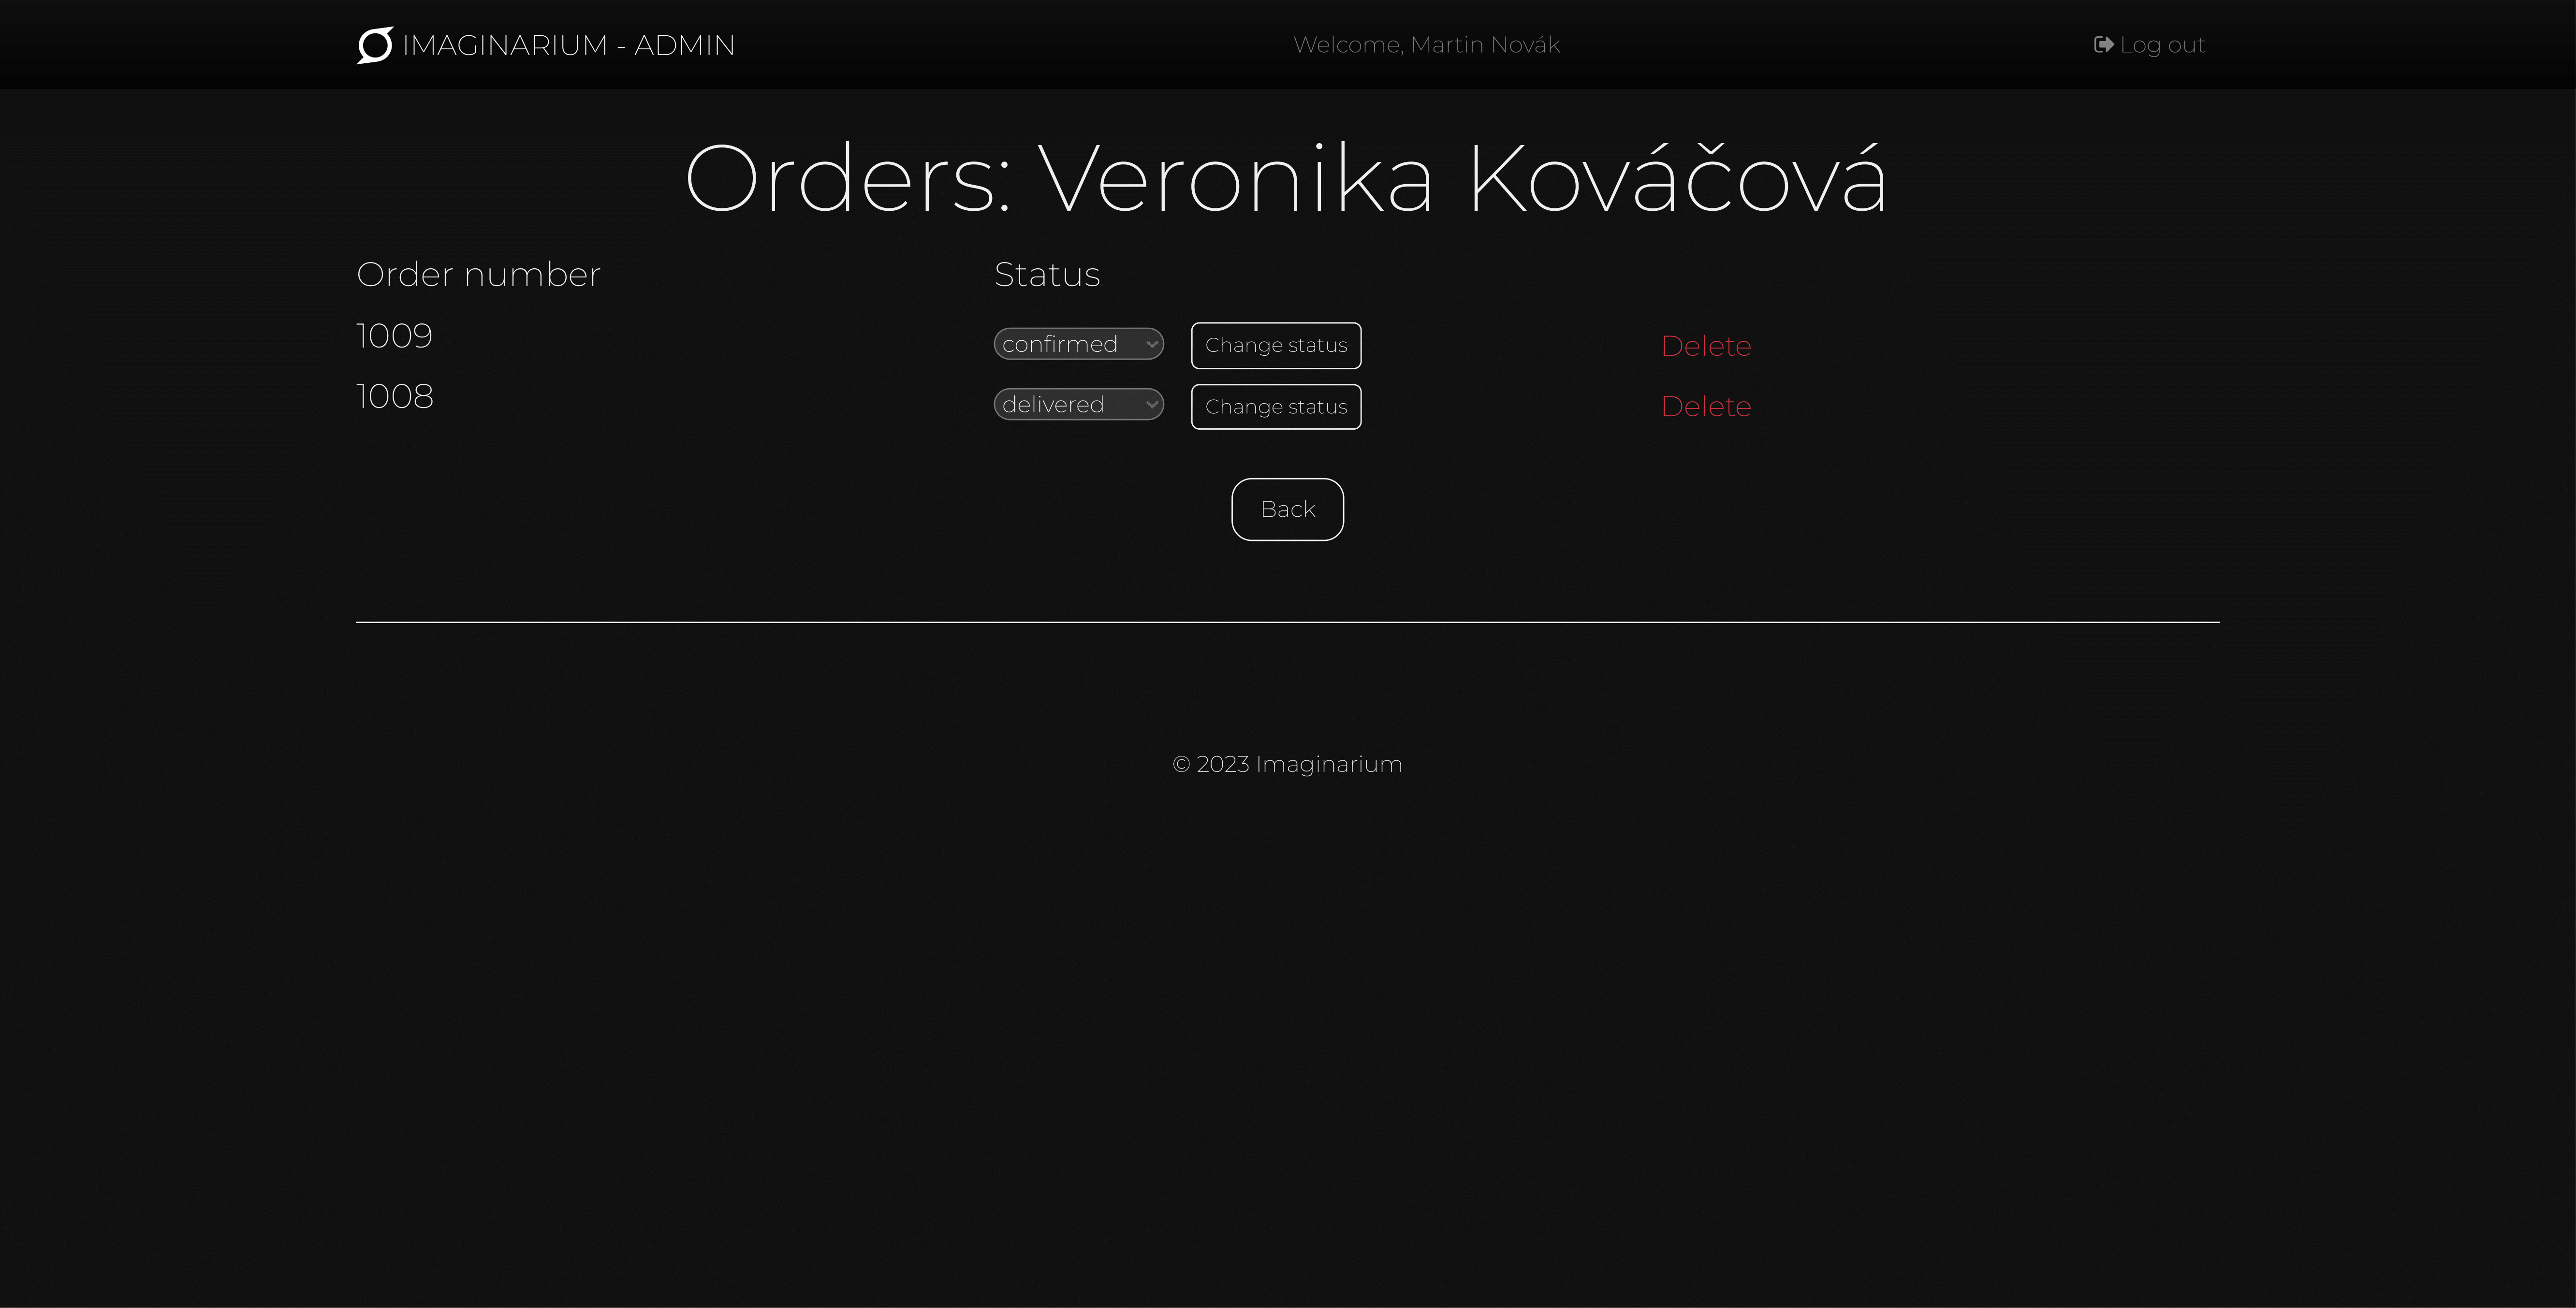 IMAGINARIUM - ADMIN
Welcome, Martin Novák
Log out
Orders: Veronika Kováčová
Order number Status
1009 confirmed Change status Delete
1008 delivered Change status Delete
Back
© 2023 Imaginarium